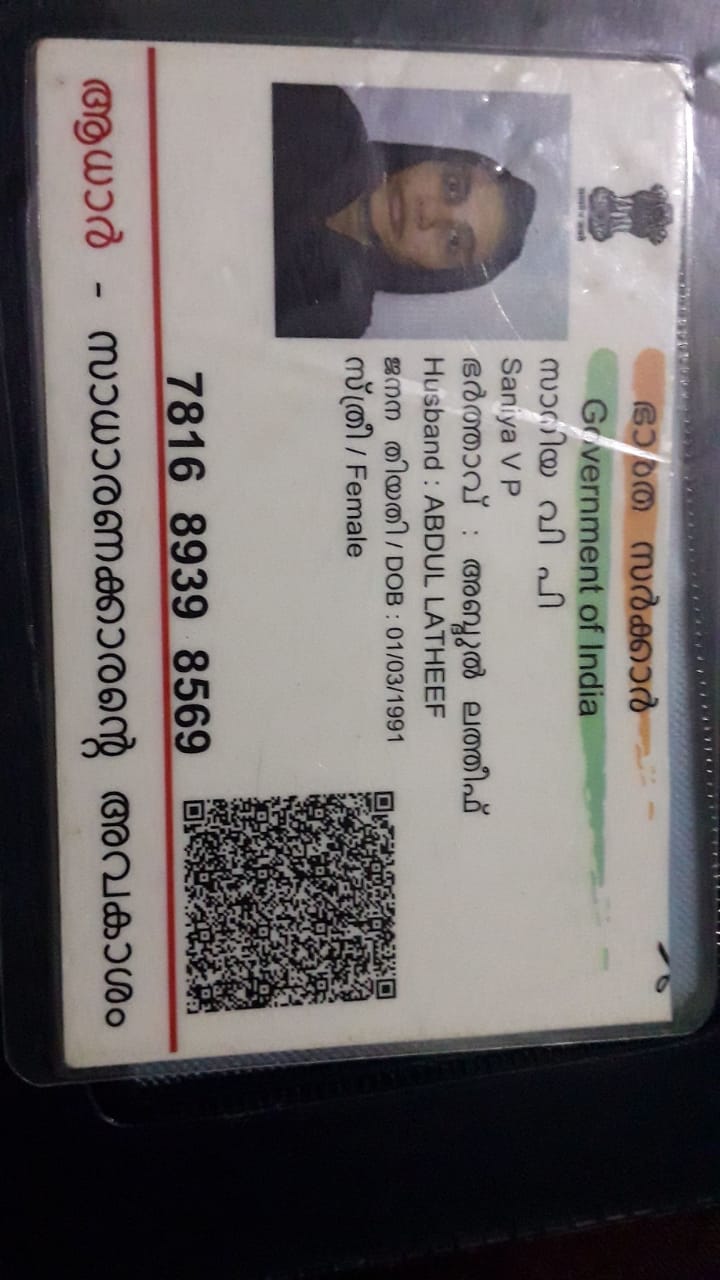 ഭാരത സർക്കാർ
Government of India
സാനിയ വി പി
Saniya V P
ഭർത്താവ് : അബ്ദുൽ ലത്തീഫ്
Husband : ABDUL LATHEEF
ജനന തിയതി / DOB : 01/03/1991
സ്ത്രീ / Female
7816 8939 8569
ആധാർ - സാധാരണക്കാരന്റെ അവകാശം